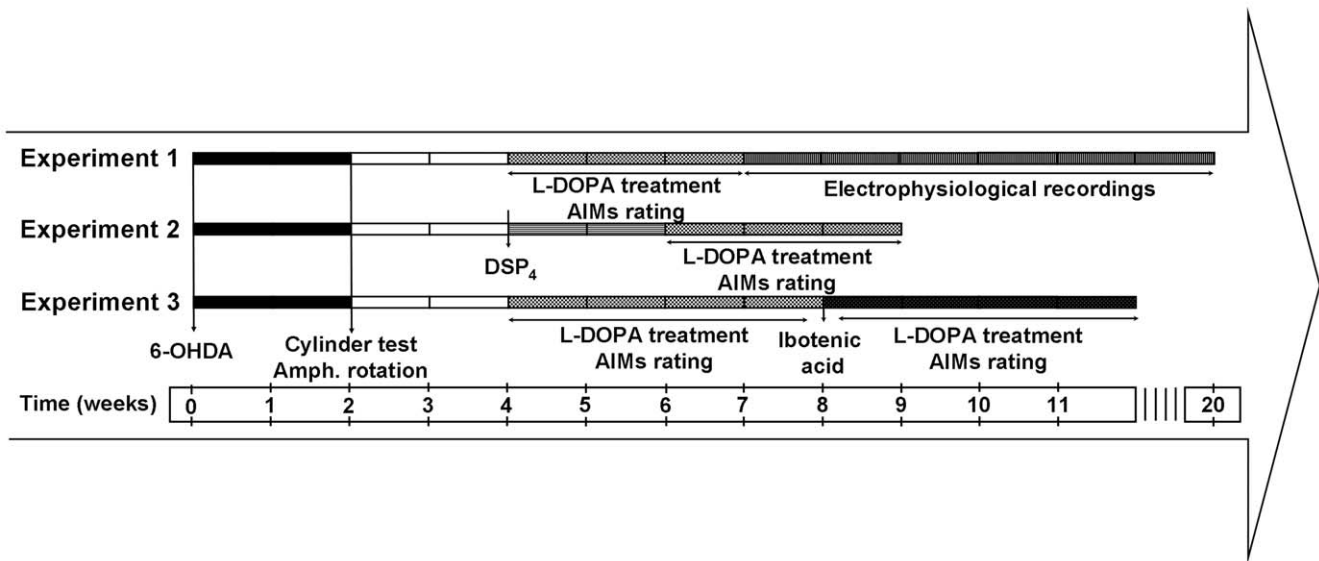 Experiment 1
L-DOPA treatment
AIMs rating
Electrophysiological recordings
Experiment 2
DSP4
L-DOPA treatment
AIMs rating
Experiment 3
6-OHDA
Cylinder test
Amph. rotation
L-DOPA treatment
AIMs rating
Ibotenic
acid
L-DOPA treatment
AIMs rating
Time (weeks) 0 1 2 3 4 5 6 7 8 9 10 11 20